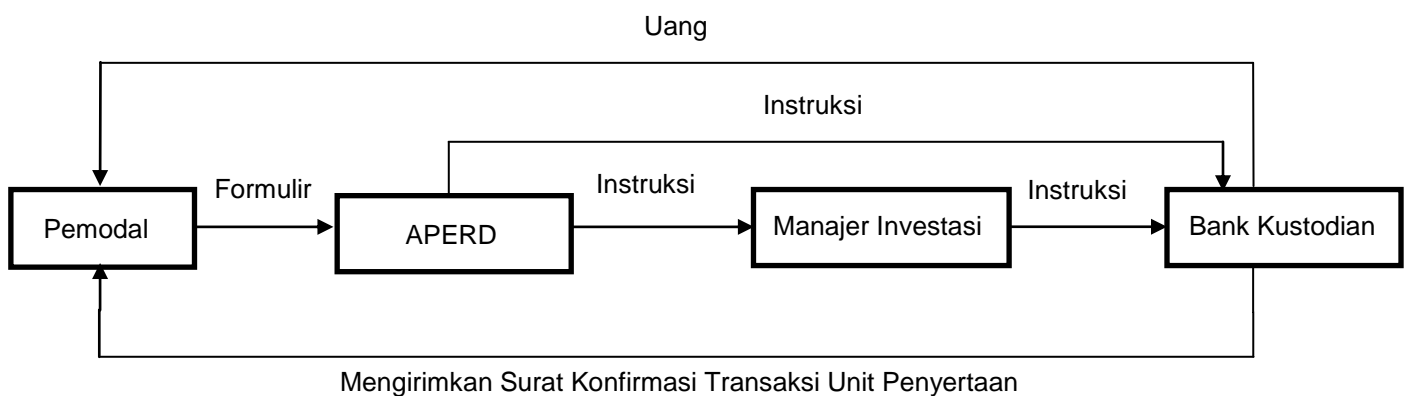 Uang
Instruksi
Formulir
Instruksi
Instruksi
Pemodal
APERD
Manajer Investasi
Bank Kustodian
Mengirimkan Surat Konfirmasi Transaksi Unit Penyertaan